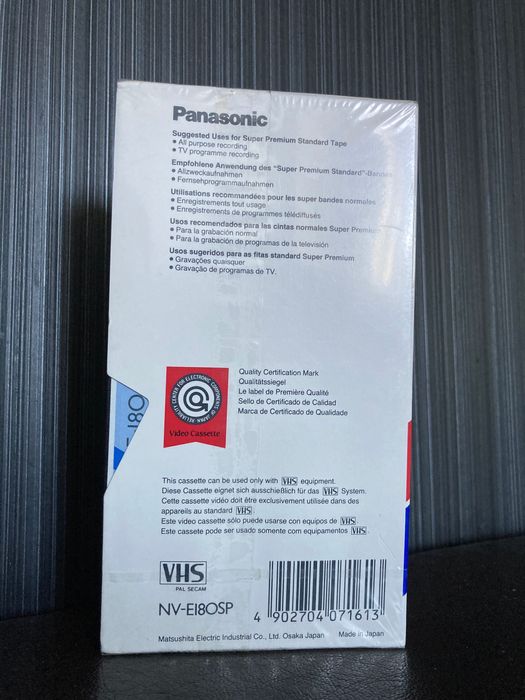 Panasonic
Suggested Uses for Super Premium Standard Tape
• All purpose recording
• TV programme recording
Empfohlene Anwendung des "Super Premium Standard"-Bandes
• Allzweckaufnahmen
• Fernsehprogrammaufnahmen
Utilisations recommandées pour les super bandes normales
• Enregistrements tout usage
• Enregistrements de programmes télédiffusés
Usos recomendados para las cintas normales Super Premium
• Para la grabación normal
• Para la grabación de programas de la televisión
Usos sugeridos para as fitas standard Super Premium
• Gravações quaisquer
• Gravação de programas de TV.
RELIABILITY CENTER FOR ELECTRONIC COMPONENTS OF JAPAN
Video Cassette
Quality Certification Mark
Qualitätssiegel
Le label de Première Qualité
Sello de Certificado de Calidad
Marca de Certificado de Qualidade
E-180
This cassette can be used only with VHS equipment.
Diese Cassette eignet sich ausschließlich für das VHS System.
Cette cassette vidéo doit être exclusivement utilisée dans des
appareils au standard VHS.
Este video cassette sólo puede usarse con equipos de VHS.
Este cassete pode ser usado somente com equipamentos VHS.
VHS
PAL SECAM
NV-E180SP
4 902704 071613
Matsushita Electric Industrial Co., Ltd. Osaka Japan Made in Japan